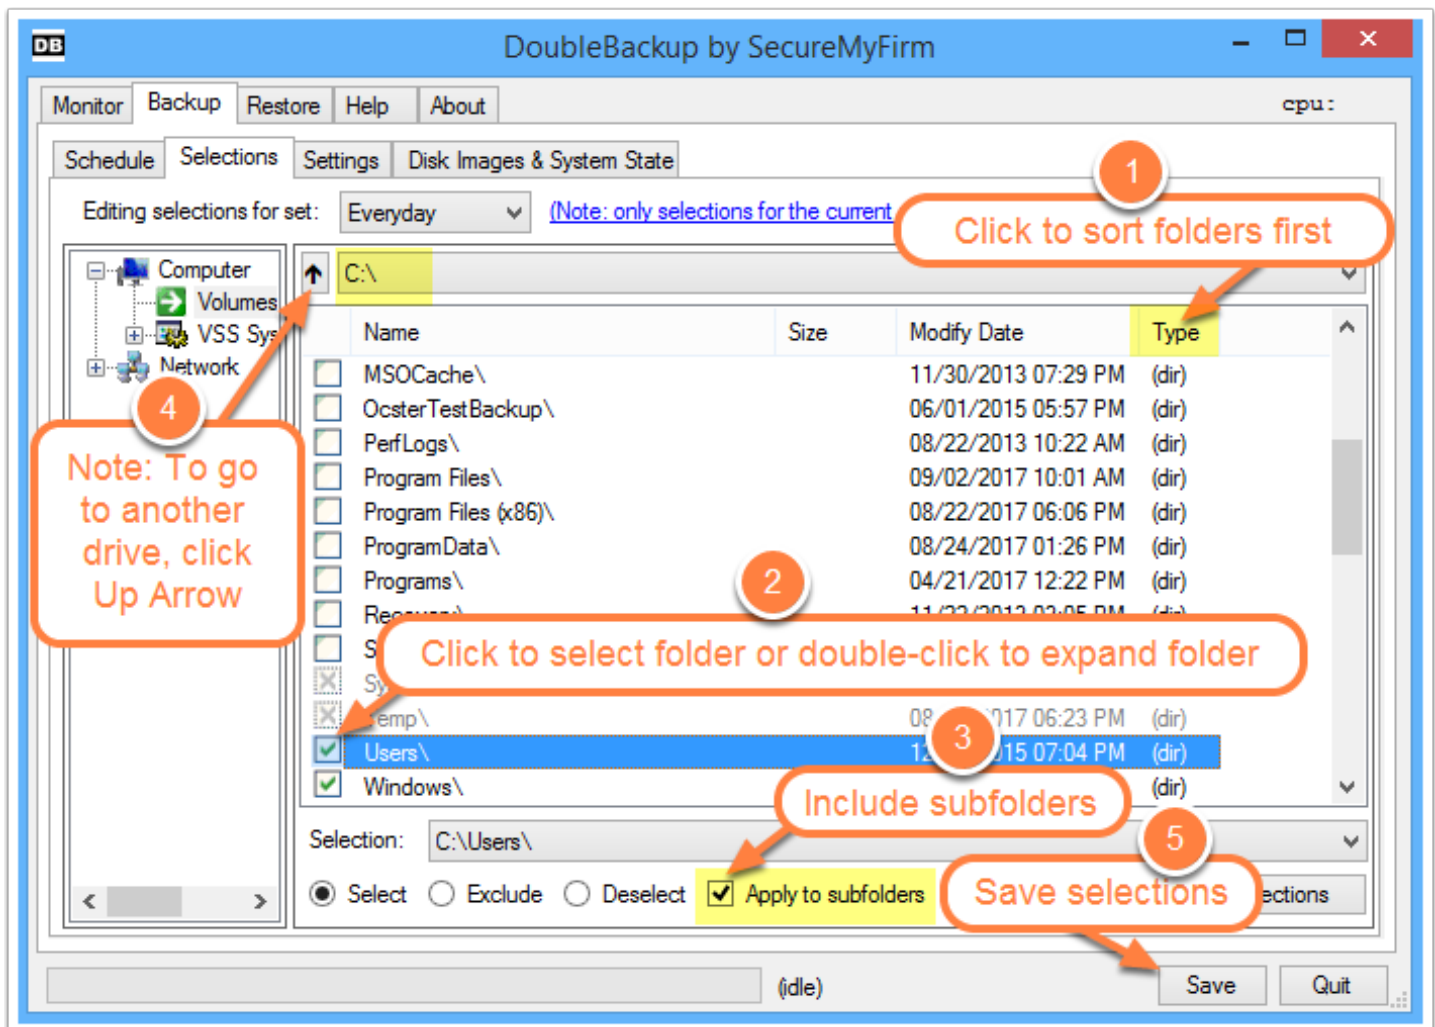 DB DoubleBackup by SecureMyFirm
Monitor Backup Restore Help About cpu:
Schedule Selections Settings Disk Images & System State
1
Editing selections for set: Everyday (Note: only selections for the current
Click to sort folders first
Computer
Volumes
VSS Sys
Network
C:\
Name Size Modify Date Type
MSOCache\ 11/30/2013 07:29 PM (dir)
OcsterTestBackup\ 06/01/2015 05:57 PM (dir)
PerfLogs\ 08/22/2013 10:22 AM (dir)
Program Files\ 09/02/2017 10:01 AM (dir)
Program Files (x86)\ 08/22/2017 06:06 PM (dir)
ProgramData\ 08/24/2017 01:26 PM (dir)
Programs\ 04/21/2017 12:22 PM (dir)
4
Note: To go
to another
drive, click
Up Arrow
2
Click to select folder or double-click to expand folder
Temp\ 08 017 06:23 PM (dir)
Users\ 12 015 07:04 PM (dir)
Windows\ (dir)
3
Include subfolders
Selection: C:\Users\
5
Select Exclude Deselect Apply to subfolders
Save selections
ections
(idle) Save Quit